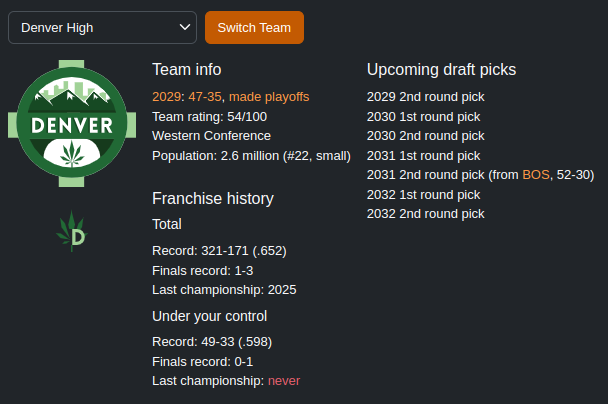 Denver High
Switch Team
DENVER
D
Team info
2029: 47-35, made playoffs
Team rating: 54/100
Western Conference
Population: 2.6 million (#22, small)
Franchise history
Total
Record: 321-171 (.652)
Finals record: 1-3
Last championship: 2025
Under your control
Record: 49-33 (.598)
Finals record: 0-1
Last championship: never
Upcoming draft picks
2029 2nd round pick
2030 1st round pick
2030 2nd round pick
2031 1st round pick
2031 2nd round pick (from BOS, 52-30)
2032 1st round pick
2032 2nd round pick